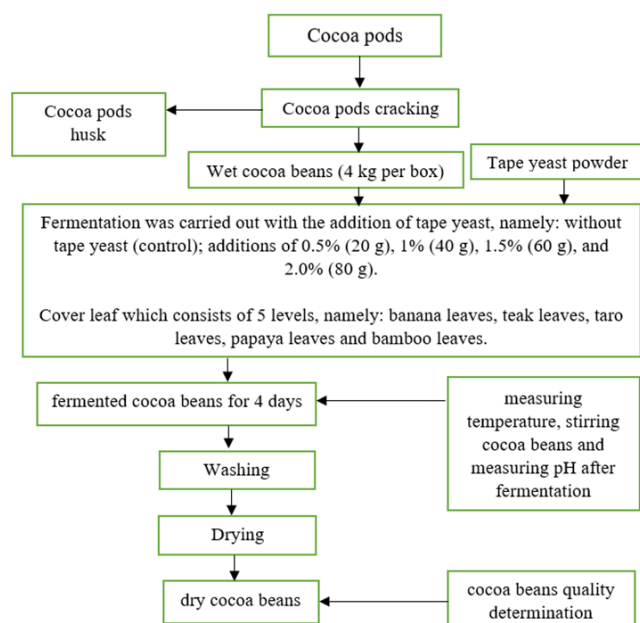 Cocoa pods
Cocoa pods
husk
Cocoa pods cracking
Wet cocoa beans (4 kg per box)
Tape yeast powder
Fermentation was carried out with the addition of tape yeast, namely: without
tape yeast (control); additions of 0.5% (20 g), 1% (40 g), 1.5% (60 g), and
2.0% (80 g).
Cover leaf which consists of 5 levels, namely: banana leaves, teak leaves, taro
leaves, papaya leaves and bamboo leaves.
fermented cocoa beans for 4 days
measuring
temperature, stirring
cocoa beans and
measuring pH after
fermentation
Washing
Drying
dry cocoa beans
cocoa beans quality
determination